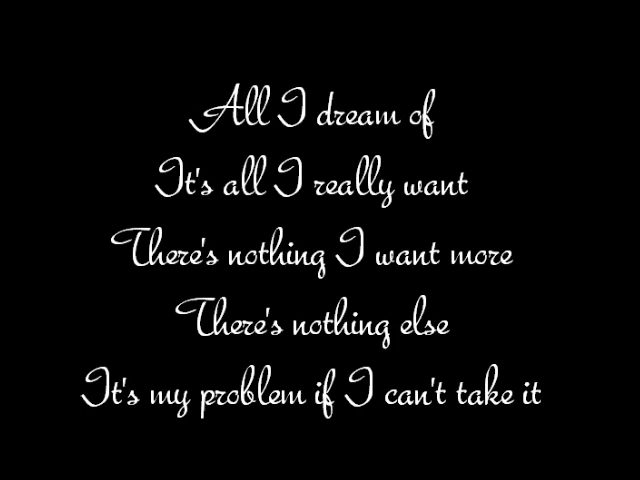 All I dream of
It's all I really want
There's nothing I want more
There's nothing else
It's my problem if I can't take it